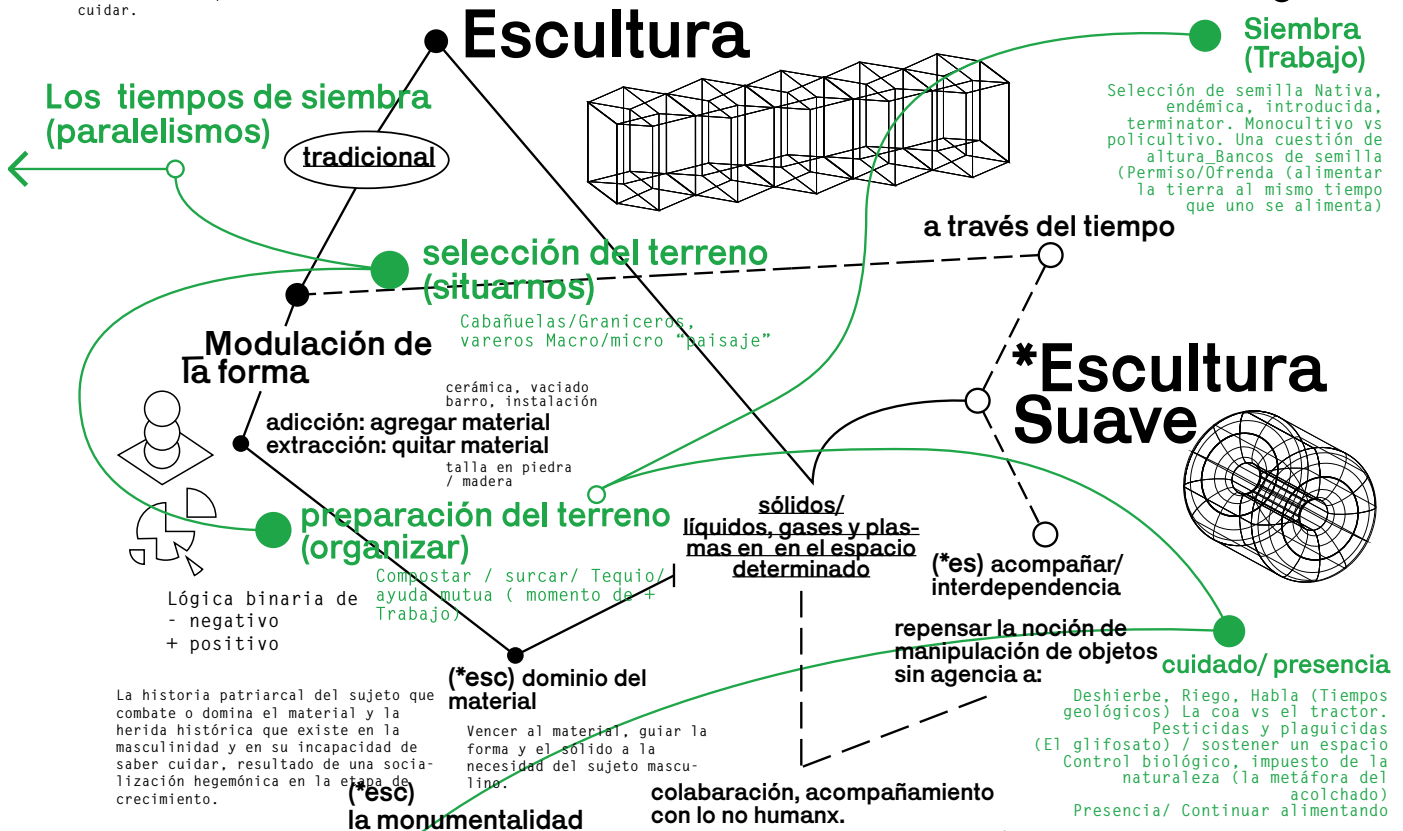 cuidar.
Escultura
Siembra
(Trabajo)
Selección de semilla Nativa,
endémica, introducida,
terminator. Monocultivo vs
policultivo. Una cuestión de
altura_Bancos de semilla
(Permiso/Ofrenda (alimentar
la tierra al mismo tiempo
que uno se alimenta)
Los tiempos de siembra
(paralelismos)
tradicional
a través del tiempo
selección del terreno
(situarnos)
Cabañuelas/Graniceros,
vareros Macro/micro “paisaje”
Modulación de
la forma
*Escultura
Suave
cerámica, vaciado
barro, instalación
adicción: agregar material
extracción: quitar material
talla en piedra
/ madera
preparación del terreno
(organizar)
Compostar / surcar/ Tequio/
ayuda mutua ( momento de +
Trabajo)
sólidos/
líquidos, gases y plas-
mas en en el espacio
determinado
(*es) acompañar/
interdependencia
Lógica binaria de
- negativo
+ positivo
repensar la noción de
manipulación de objetos
sin agencia a:
cuidado/ presencia
Deshierbe, Riego, Habla (Tiempos
geológicos) La coa vs el tractor.
Pesticidas y plaguicidas
(El glifosato) / sostener un espacio
Control biológico, impuesto de la
naturaleza (la metáfora del
acolchado)
Presencia/ Continuar alimentando
(*esc) dominio del
material
Vencer al material, guiar la
forma y el sólido a la
necesidad del sujeto mascu-
lino.
La historia patriarcal del sujeto que
combate o domina el material y la
herida histórica que existe en la
masculinidad y en su incapacidad de
saber cuidar, resultado de una socia-
lización hegemónica en la etapa de
crecimiento.
(*esc)
la monumentalidad
colabaración, acompañamiento
con lo no humanx.